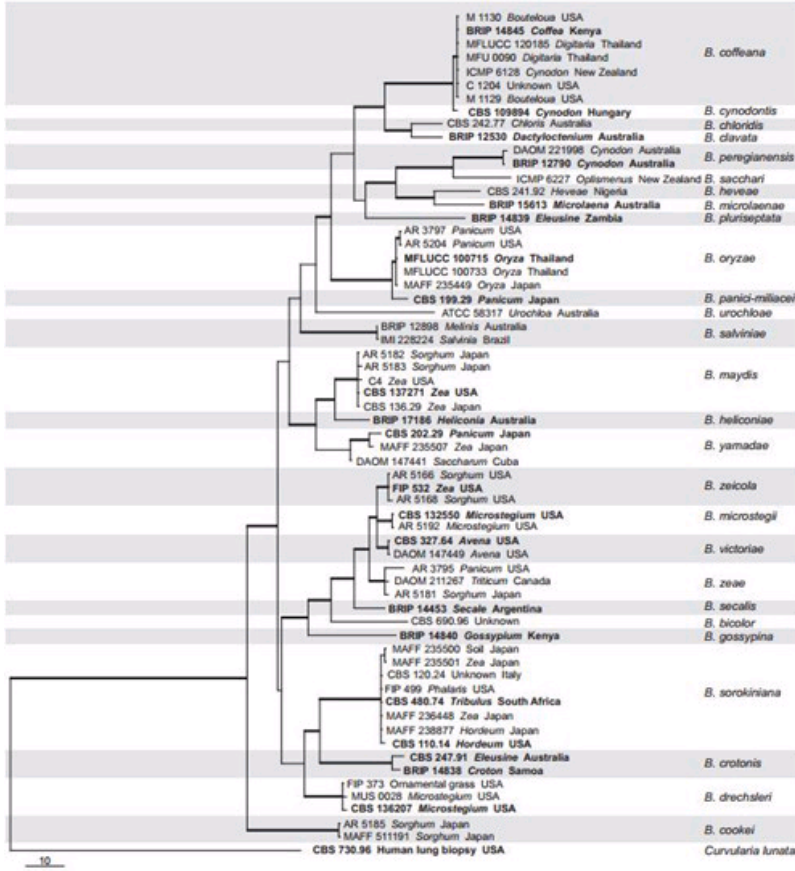 M 1130 Bouteloua USA
BRIP 14845 Coffea Kenya
MFLUCC 120185 Digitaria Thailand
MFU 0090 Digitaria Thailand
B. coffeana
ICMP 6128 Cynodon New Zealand
C 1204 Unknown USA
M 1129 Bouteloua USA
CBS 109894 Cynodon Hungary B. cynodontis
CBS 242.77 Chloris Australia B. chloridis
BRIP 12530 Dactyloctenium Australia B. clavata
DAOM 221998 Cynodon Australia
B. peregianensis
BRIP 12790 Cynodon Australia
ICMP 6227 Oplismenus New Zealand B. sacchari
CBS 241.92 Heveae Nigeria B. heveae
BRIP 15613 Microlaena Australia B. microlaenae
BRIP 14839 Eleusine Zambia B. pluriseptata
AR 3797 Panicum USA
AR 5204 Panicum USA
MFLUCC 100715 Oryza Thailand B. oryzae
MFLUCC 100733 Oryza Thailand
MAFF 235449 Oryza Japan
CBS 199.29 Panicum Japan B. panici-miliacei
ATCC 58317 Urochloa Australia B. urochloae
BRIP 12898 Melinis Australia
B. salviniae
IMI 228224 Salvinia Brazil
AR 5182 Sorghum Japan
AR 5183 Sorghum Japan
B. maydis
C4 Zea USA
CBS 137271 Zea USA
CBS 136.29 Zea Japan
BRIP 17186 Heliconia Australia B. heliconiae
CBS 202.29 Panicum Japan
MAFF 235507 Zea Japan B. yamadae
DAOM 147441 Saccharum Cuba
AR 5166 Sorghum USA
FIP 532 Zea USA B. zeicola
AR 5168 Sorghum USA
CBS 132550 Microstegium USA B. microstegii
AR 5192 Microstegium USA
CBS 327.64 Avena USA B. victoriae
DAOM 147449 Avena USA
AR 3795 Panicum USA
DAOM 211267 Triticum Canada B. zeae
AR 5181 Sorghum Japan
BRIP 14453 Secale Argentina B. secalis
CBS 690.96 Unknown B. bicolor
BRIP 14840 Gossypium Kenya B. gossypina
MAFF 235500 Soil Japan
MAFF 235501 Zea Japan
CBS 120.24 Unknown Italy
FIP 499 Phalaris USA
B. sorokiniana
CBS 480.74 Tribulus South Africa
MAFF 236448 Zea Japan
MAFF 238877 Hordeum Japan
CBS 110.14 Hordeum USA
CBS 247.91 Eleusine Australia
B. crotonis
BRIP 14838 Croton Samoa
FIP 373 Ornamental grass USA
MUS 0028 Microstegium USA B. drechsleri
CBS 136207 Microstegium USA
AR 5185 Sorghum Japan
B. cookei
MAFF 511191 Sorghum Japan
CBS 730.96 Human lung biopsy USA Curvularia lunata
10